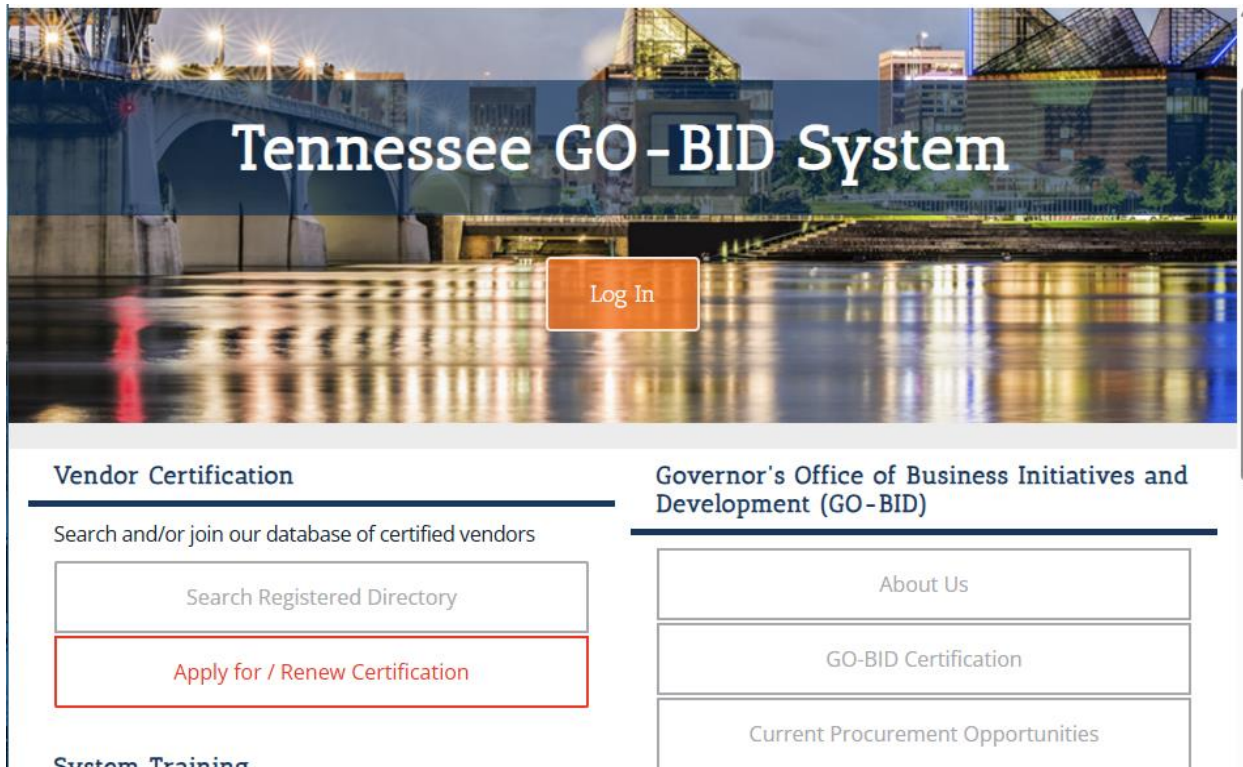 Tennessee GO-BID System
Log In
Vendor Certification
Search and/or join our database of certified vendors
Search Registered Directory
Apply for / Renew Certification
System Training
Governor's Office of Business Initiatives and
Development (GO-BID)
About Us
GO-BID Certification
Current Procurement Opportunities